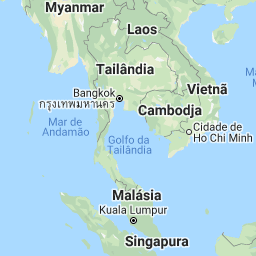 Myanmar
Laos
Tailândia
Vietnã
Bangkok
กรุงเทพมหานคร
Cambodja
Mar de
Andamão
Cidade de
Ho Chi Minh
Golfo da
Tailândia
Malásia
Kuala Lumpur
Singapura